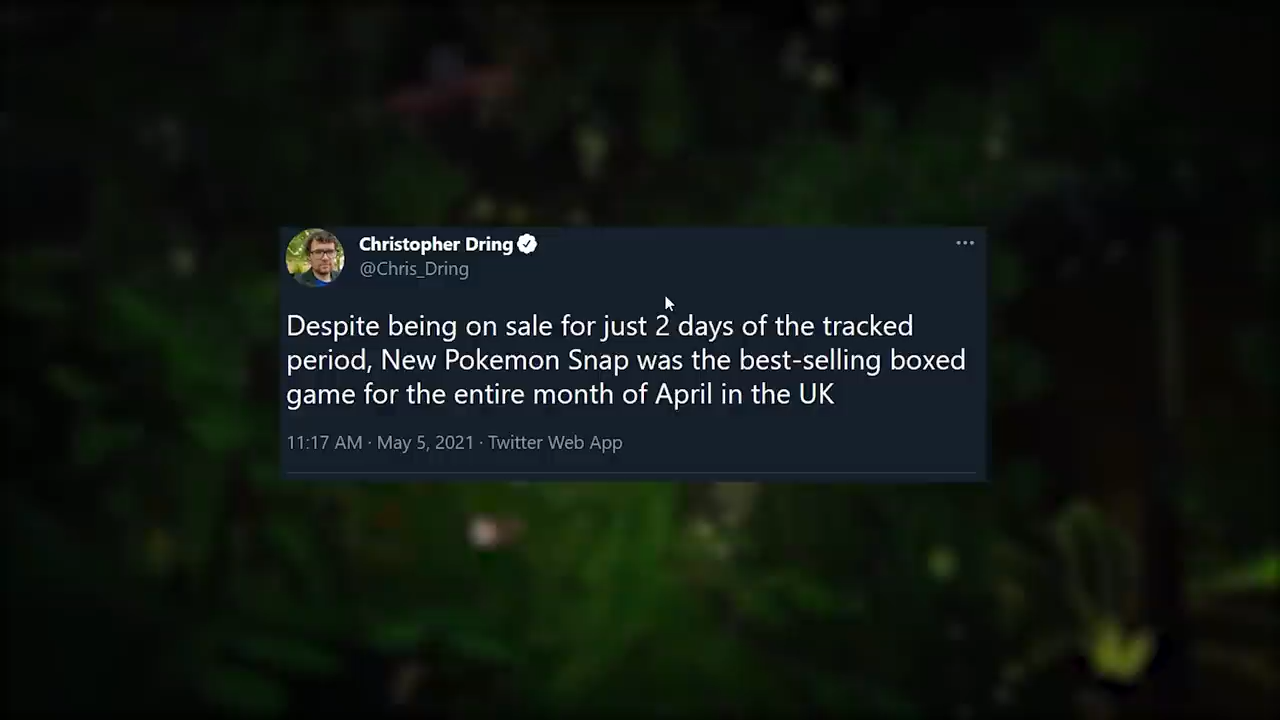 Christopher Dring
@Chris_Dring
Despite being on sale for just 2 days of the tracked
period, New Pokemon Snap was the best-selling boxed
game for the entire month of April in the UK
11:17 AM · May 5, 2021 · Twitter Web App